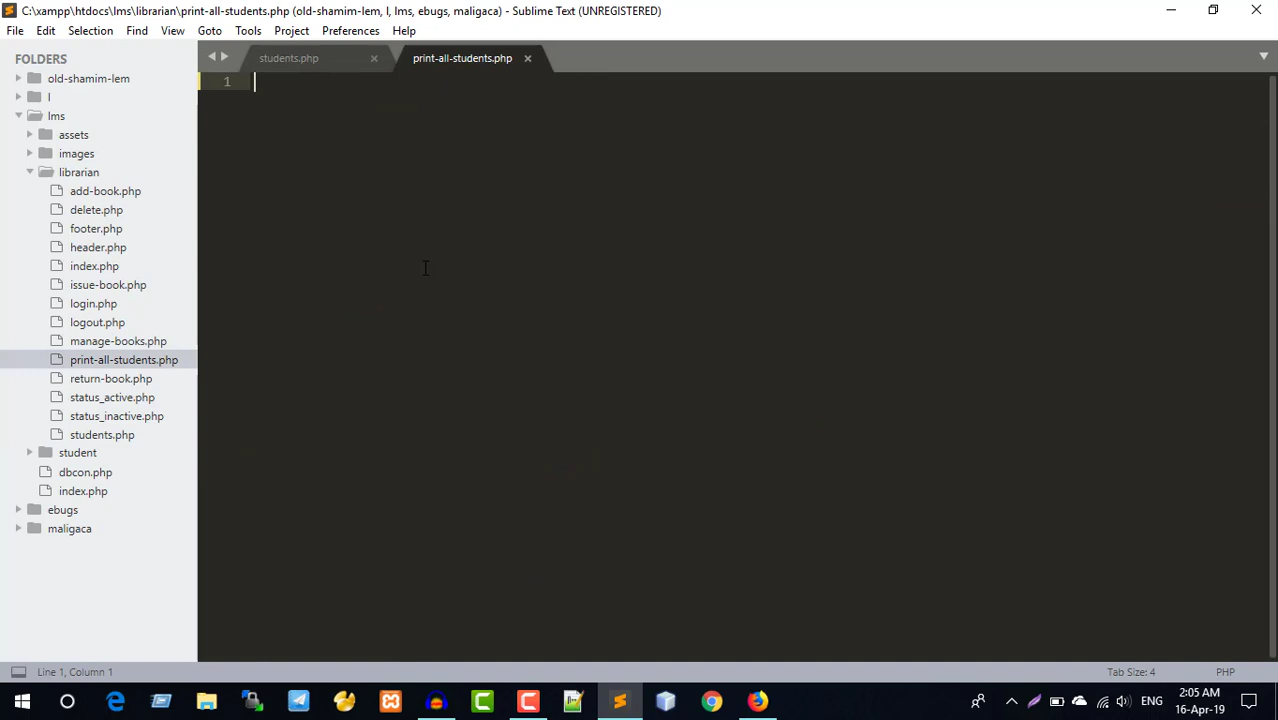 C:\xampp\htdocs\lms\librarian\print-all-students.php (old-shamim-lem, l, lms, ebugs, maligaca) - Sublime Text (UNREGISTERED)
File Edit Selection Find View Goto Tools Project Preferences Help
FOLDERS
old-shamim-lem
l
lms
assets
images
librarian
add-book.php
delete.php
footer.php
header.php
index.php
issue-book.php
login.php
logout.php
manage-books.php
print-all-students.php
return-book.php
status_active.php
status_inactive.php
students.php
student
dbcon.php
index.php
ebugs
maligaca
students.php print-all-students.php
1
Line 1, Column 1 Tab Size: 4 PHP
ENG
2:05 AM
16-Apr-19